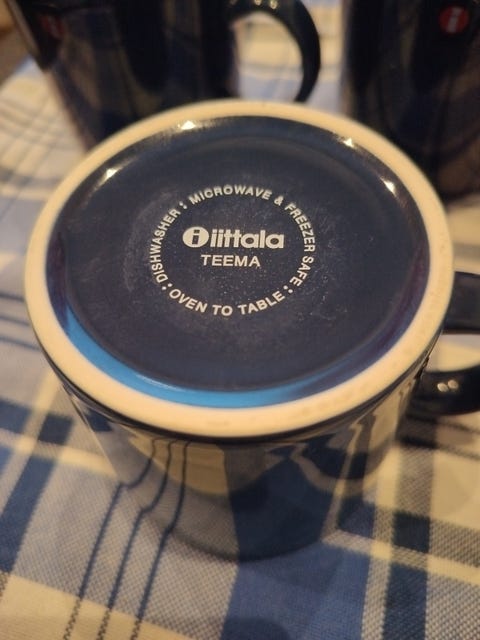 iittala
TEEMA
DISHWASHER : MICROWAVE & FREEZER SAFE :
: OVEN TO TABLE :
i